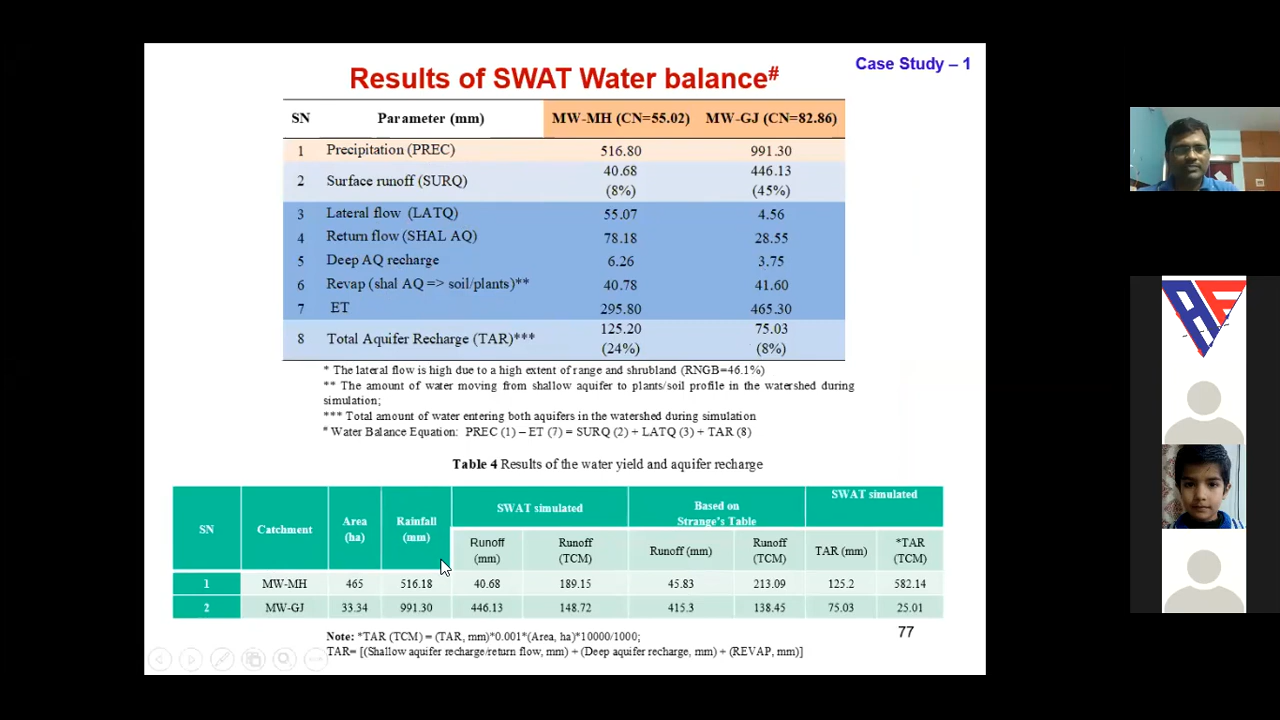 Case Study – 1
Results of SWAT Water balance#
SN Parameter (mm) MW-MH (CN=55.02) MW-GJ (CN=82.86)
1 Precipitation (PREC) 516.80 991.30
2 Surface runoff (SURQ) 40.68 (8%) 446.13 (45%)
3 Lateral flow (LATQ) 55.07 4.56
4 Return flow (SHAL AQ) 78.18 28.55
5 Deep AQ recharge 6.26 3.75
6 Revap (shal AQ => soil/plants)** 40.78 41.60
7 ET 295.80 465.30
8 Total Aquifer Recharge (TAR)*** 125.20 (24%) 75.03 (8%)
* The lateral flow is high due to a high extent of range and shrubland (RNGB=46.1%)
** The amount of water moving from shallow aquifer to plants/soil profile in the watershed during
simulation;
*** Total amount of water entering both aquifers in the watershed during simulation
# Water Balance Equation: PREC (1) – ET (7) = SURQ (2) + LATQ (3) + TAR (8)
Table 4 Results of the water yield and aquifer recharge
SN Catchment Area (ha) Rainfall (mm) SWAT simulated Based on Strange's Table SWAT simulated
Runoff (mm) Runoff (TCM) Runoff (mm) Runoff (TCM) TAR (mm) *TAR (TCM)
1 MW-MH 465 516.18 40.68 189.15 45.83 213.09 125.2 582.14
2 MW-GJ 33.34 991.30 446.13 148.72 415.3 138.45 75.03 25.01
77
Note: *TAR (TCM) = (TAR, mm)*0.001*(Area, ha)*10000/1000;
TAR= [(Shallow aquifer recharge/return flow, mm) + (Deep aquifer recharge, mm) + (REVAP, mm)]